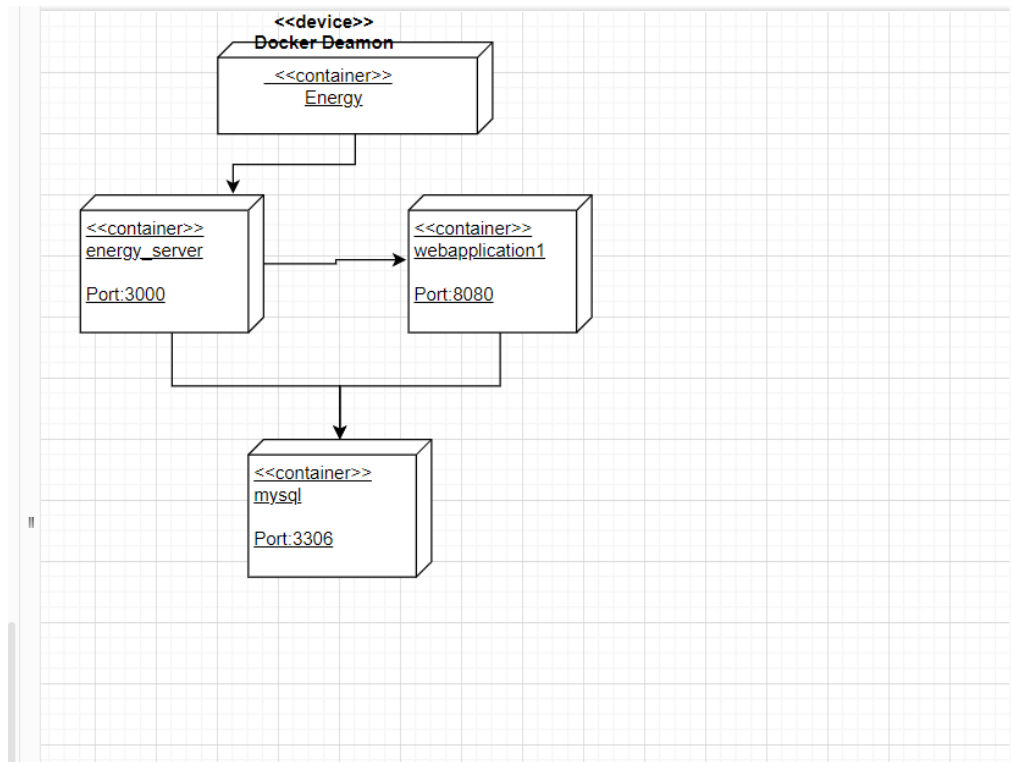 <<device>>
Docker Deamon
<<container>>
Energy
<<container>>
energy_server
Port:3000
<<container>>
webapplication1
Port:8080
<<container>>
mysql
Port:3306